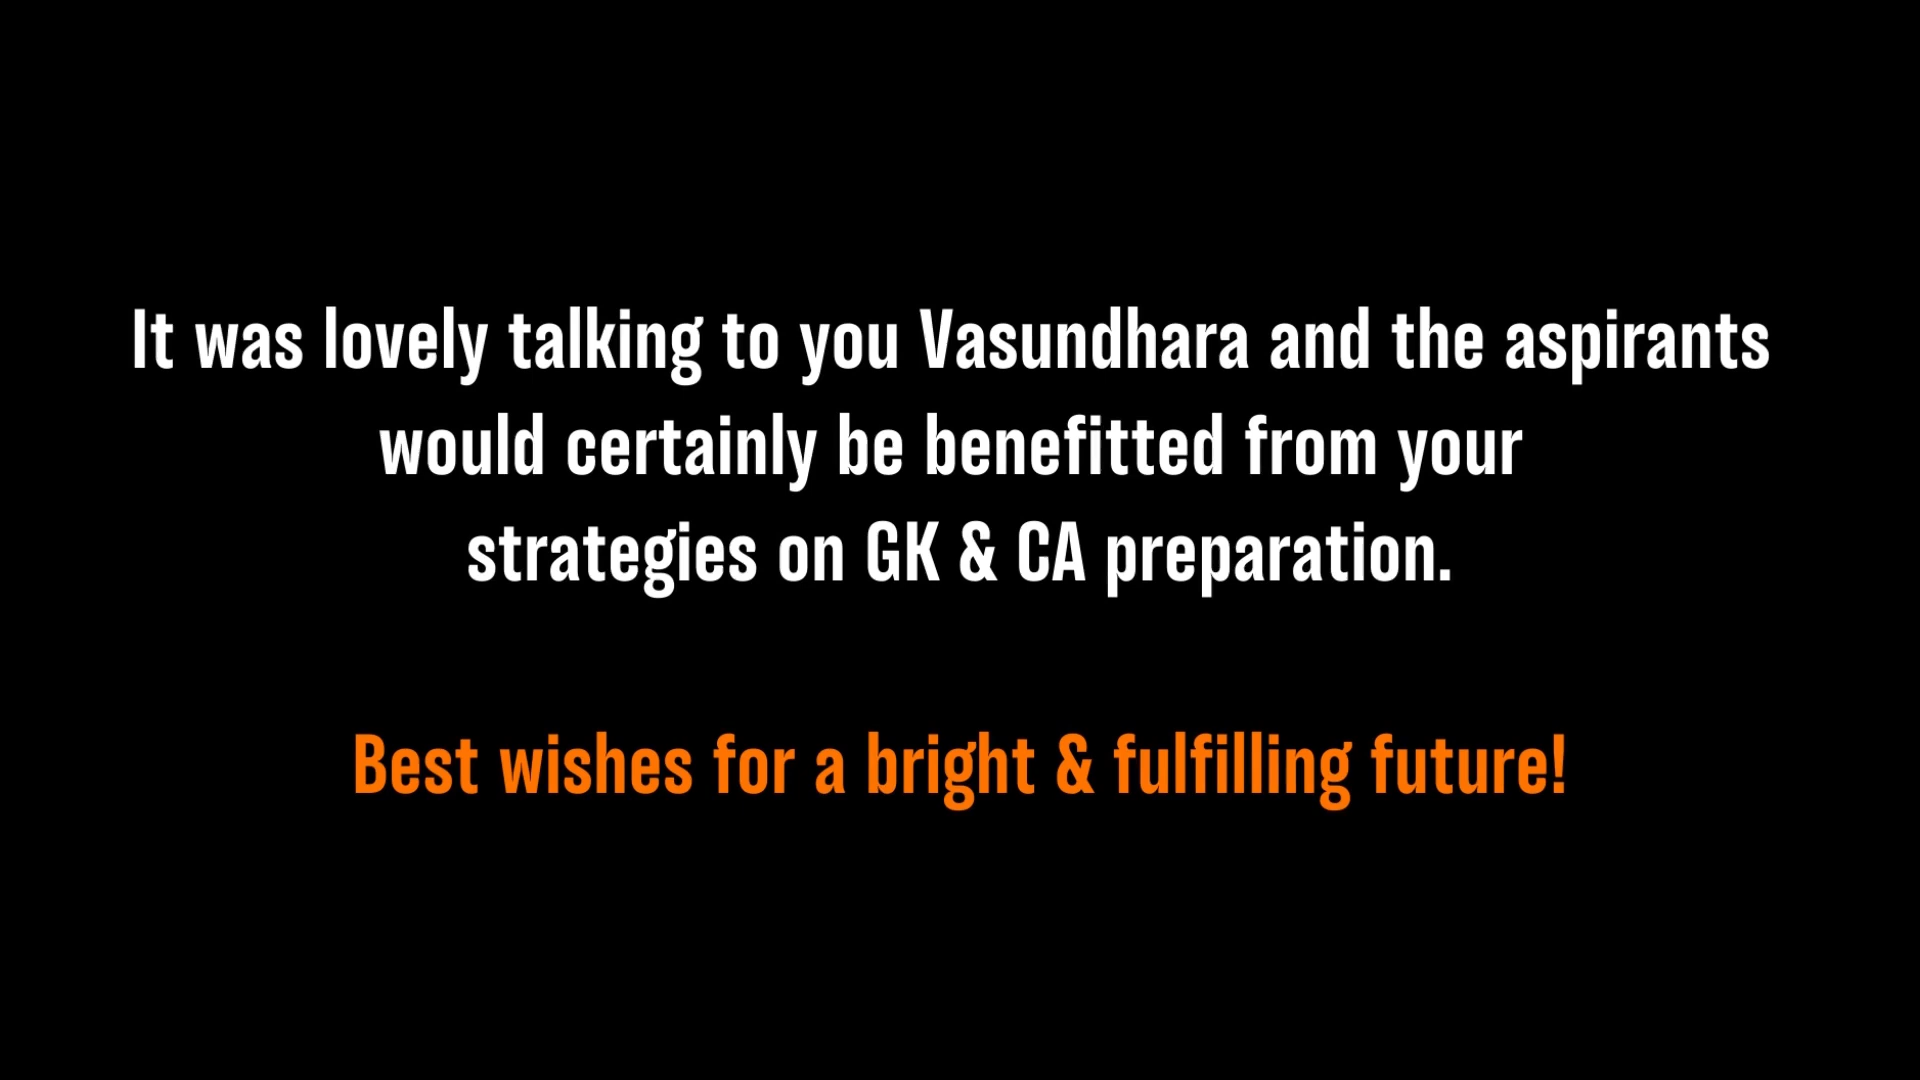 It was lovely talking to you Vasundhara and the aspirants
would certainly be benefitted from your
strategies on GK & CA preparation.
Best wishes for a bright & fulfilling future!